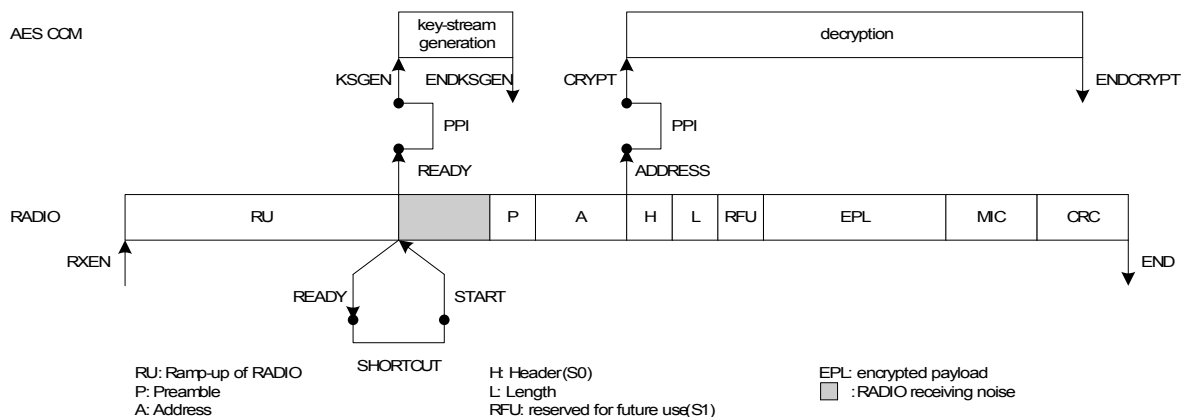 AES CCM
key-stream
generation
decryption
KSGEN
ENDKSGEN
CRYPT
ENDCRYPT
PPI
PPI
READY
ADDRESS
RADIO
RU
P
A
H
L
RFU
EPL
MIC
CRC
RXEN
END
READY
START
SHORTCUT
RU: Ramp-up of RADIO
P: Preamble
A: Address
H: Header (S0)
L: Length
RFU: reserved for future use (S1)
EPL: encrypted payload
: RADIO receiving noise